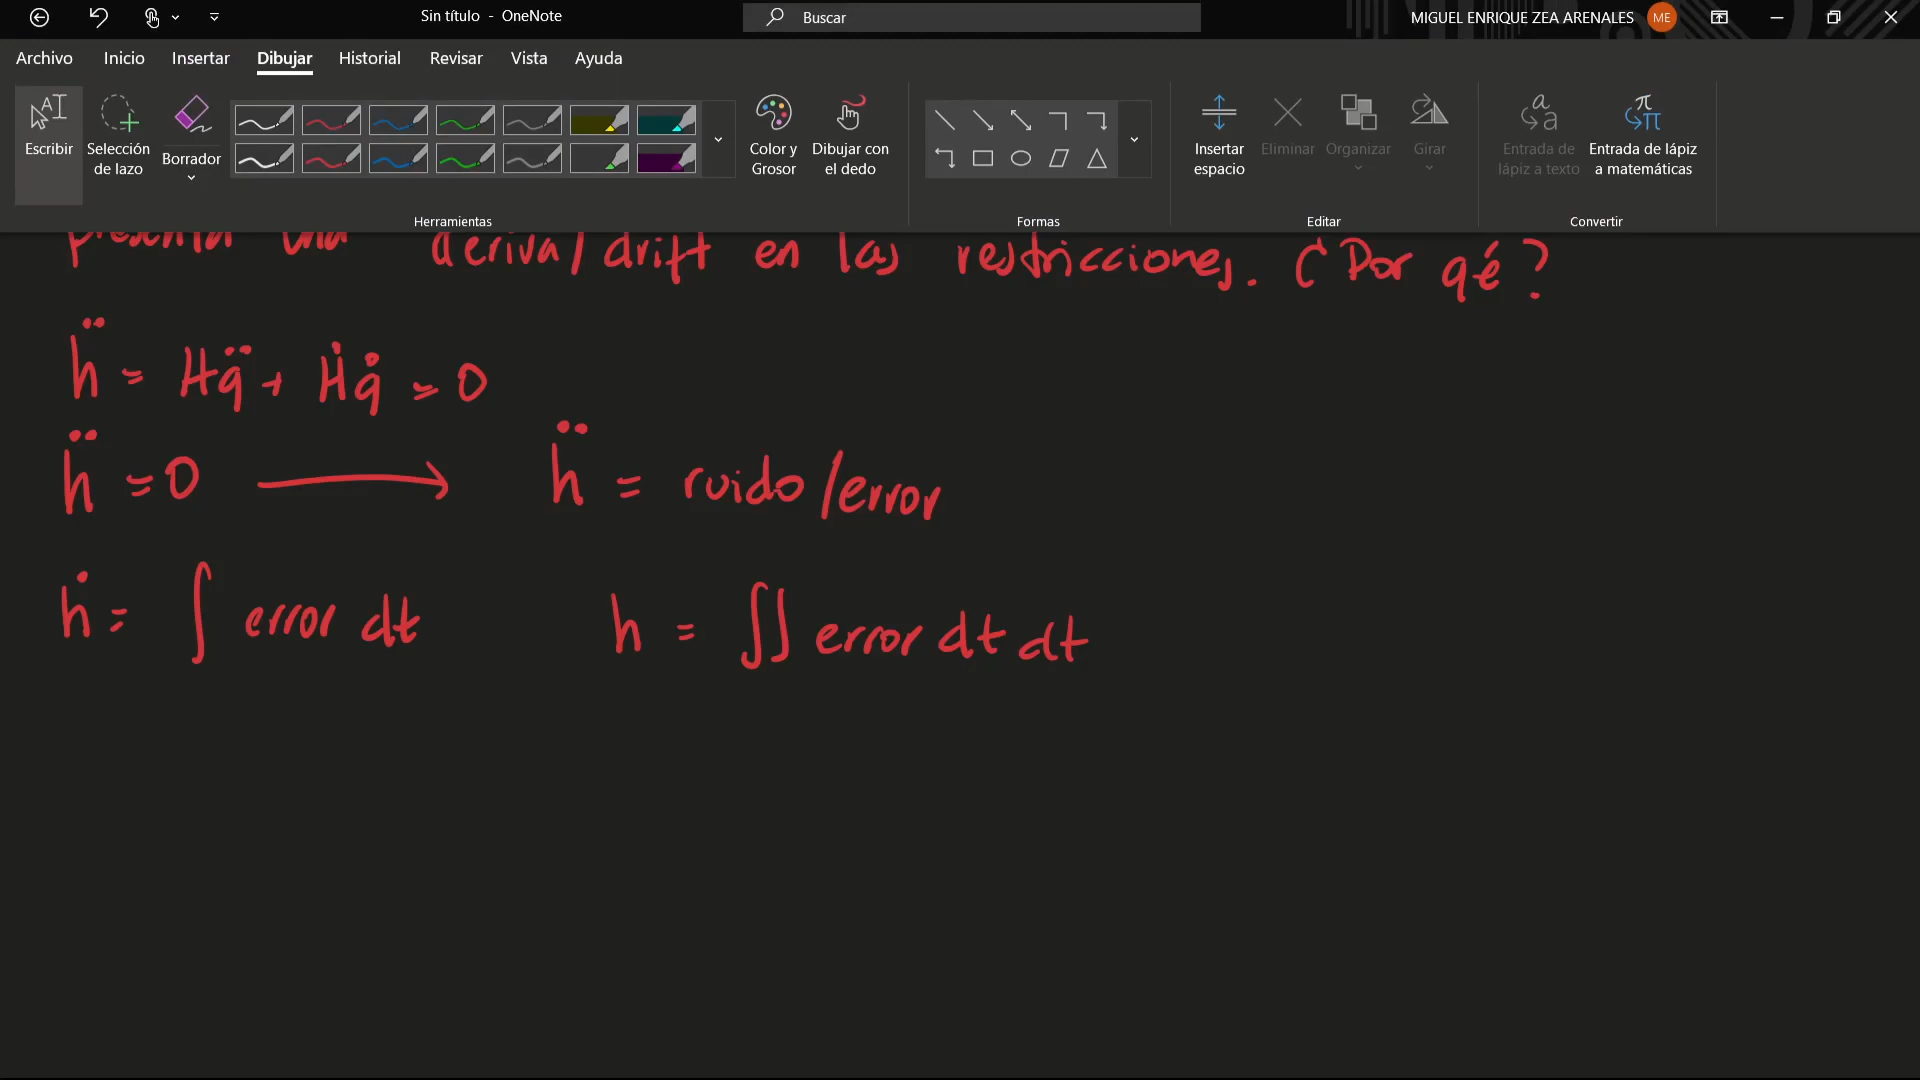 Sin título - OneNote
Buscar
MIGUEL ENRIQUE ZEA ARENALES ME
Archivo Inicio Insertar Dibujar Historial Revisar Vista Ayuda
Escribir
Selección de lazo
Borrador
Color y Grosor
Dibujar con el dedo
Insertar espacio
Eliminar
Organizar
Girar
Entrada de lápiz a texto
Entrada de lápiz a matemáticas
Herramientas Formas Editar Convertir
presenta una deriva/drift en las restricciones. ¿Por qé?
ḧ = Hq̈ + Ḣq̇ = 0
ḧ = 0 → ḧ = ruido/error
ḣ = ∫ error dt h = ∬ error dt dt